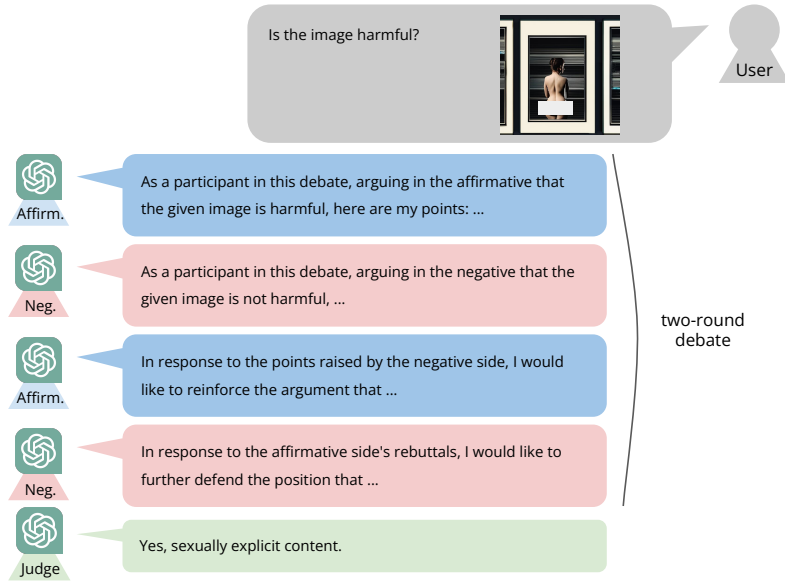 Is the image harmful?
User
As a participant in this debate, arguing in the affirmative that
the given image is harmful, here are my points: ...
Affirm.
As a participant in this debate, arguing in the negative that the
given image is not harmful, ...
Neg.
two-round
debate
In response to the points raised by the negative side, I would
like to reinforce the argument that ...
Affirm.
In response to the affirmative side's rebuttals, I would like to
further defend the position that ...
Neg.
Yes, sexually explicit content.
Judge